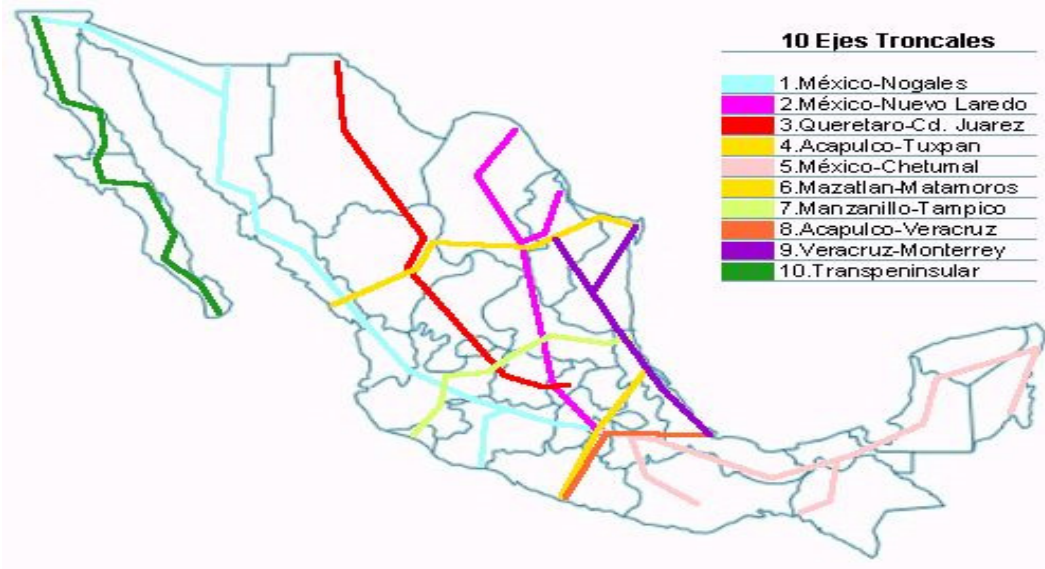 10 Ejes Troncales
1.México-Nogales
2.México-Nuevo Laredo
3.Queretaro-Cd. Juarez
4.Acapulco-Tuxpan
5.México-Chetumal
6.Mazatlan-Matamoros
7.Manzanillo-Tampico
8.Acapulco-Veracruz
9.Veracruz-Monterrey
10.Transpeninsular